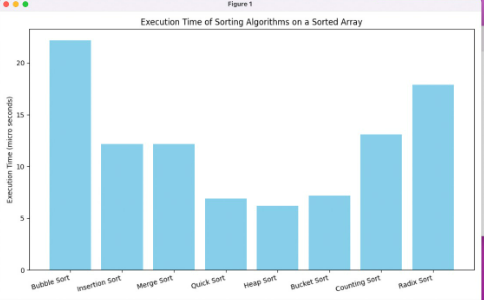 Figure 1
Execution Time of Sorting Algorithms on a Sorted Array
Execution Time (micro seconds)
20
15
10
5
0
Bubble Sort
Insertion Sort
Merge Sort
Quick Sort
Heap Sort
Bucket Sort
Counting Sort
Radix Sort